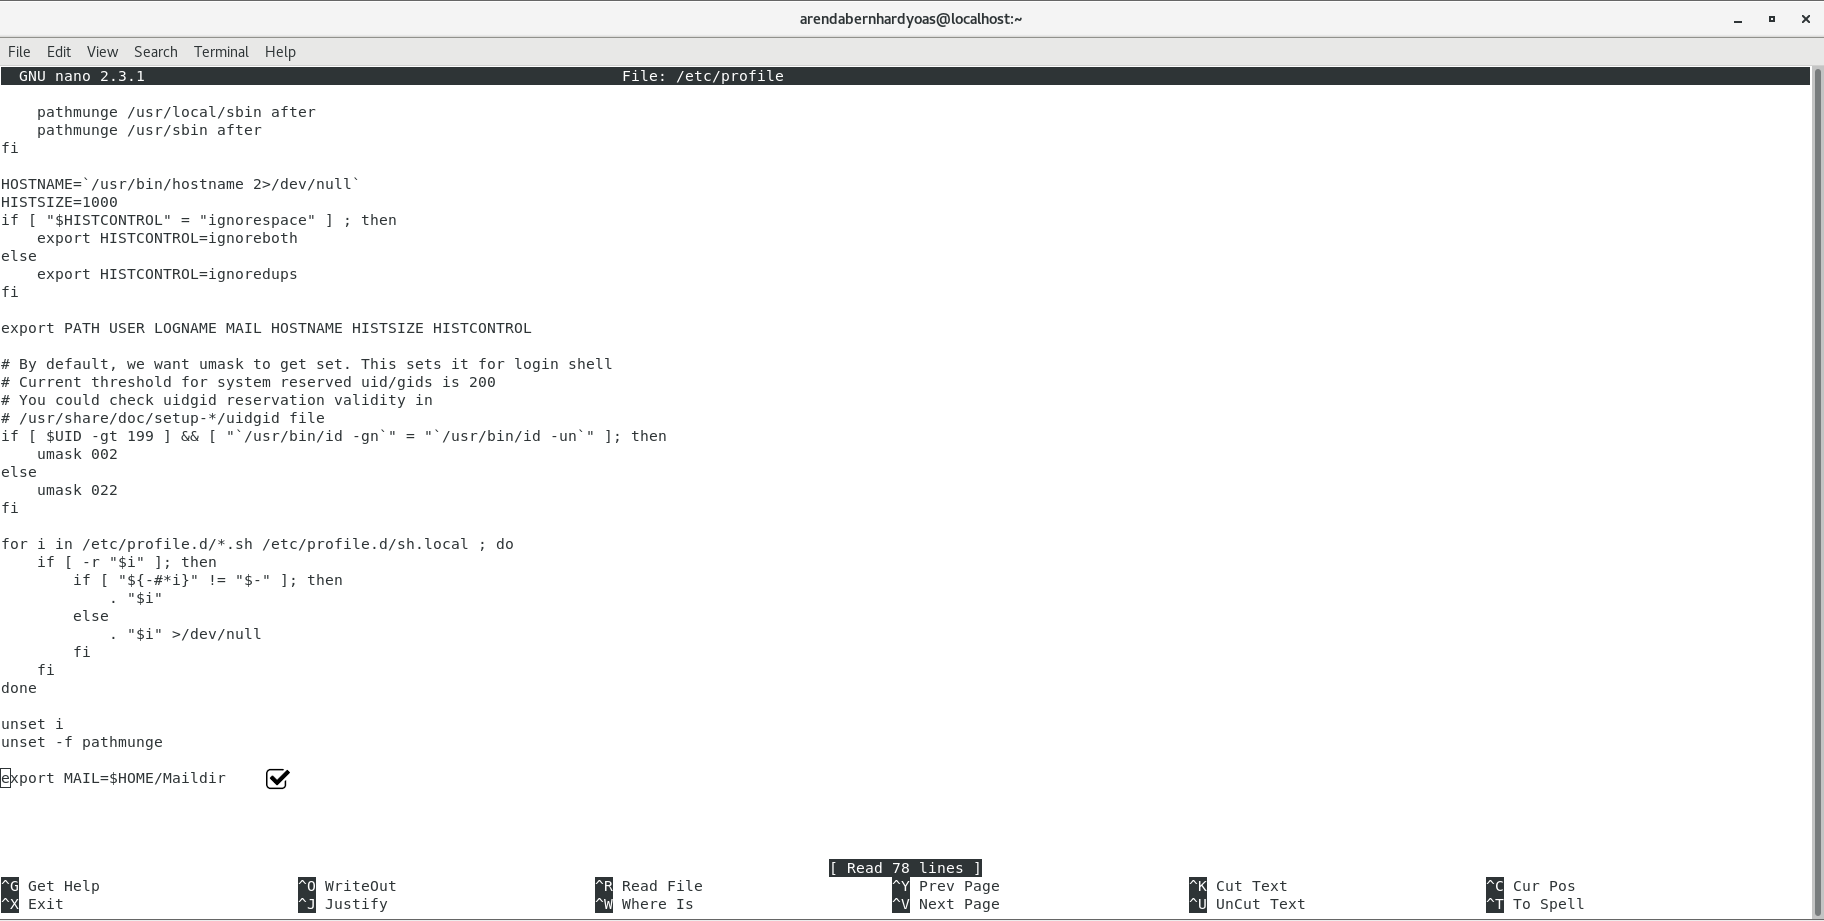 arendabernhardyoas@localhost:~
File Edit View Search Terminal Help
GNU nano 2.3.1 File: /etc/profile
    pathmunge /usr/local/sbin after
    pathmunge /usr/sbin after
fi
HOSTNAME=`/usr/bin/hostname 2>/dev/null`
HISTSIZE=1000
if [ "$HISTCONTROL" = "ignorespace" ] ; then
    export HISTCONTROL=ignoreboth
else
    export HISTCONTROL=ignoredups
fi
export PATH USER LOGNAME MAIL HOSTNAME HISTSIZE HISTCONTROL
# By default, we want umask to get set. This sets it for login shell
# Current threshold for system reserved uid/gids is 200
# You could check uidgid reservation validity in
# /usr/share/doc/setup-*/uidgid file
if [ $UID -gt 199 ] && [ "`/usr/bin/id -gn`" = "`/usr/bin/id -un`" ]; then
    umask 002
else
    umask 022
fi
for i in /etc/profile.d/*.sh /etc/profile.d/sh.local ; do
    if [ -r "$i" ]; then
        if [ "${-#*i}" != "$-" ]; then
            . "$i"
        else
            . "$i" >/dev/null
        fi
    fi
done
unset i
unset -f pathmunge
export MAIL=$HOME/Maildir
[ Read 78 lines ]
^G Get Help ^O WriteOut ^R Read File ^Y Prev Page ^K Cut Text ^C Cur Pos
^X Exit ^J Justify ^W Where Is ^V Next Page ^U UnCut Text ^T To Spell